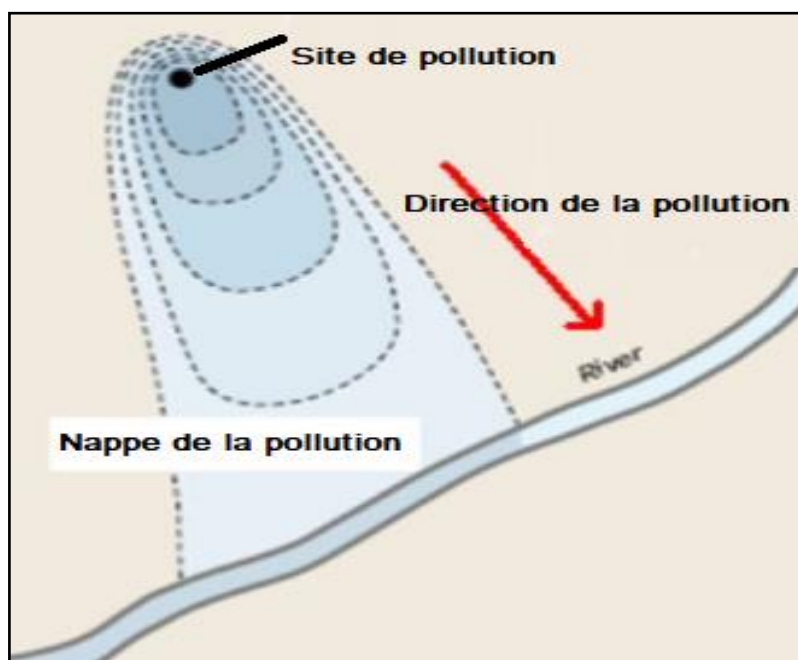 Site de pollution
Direction de la pollution
River
Nappe de la pollution